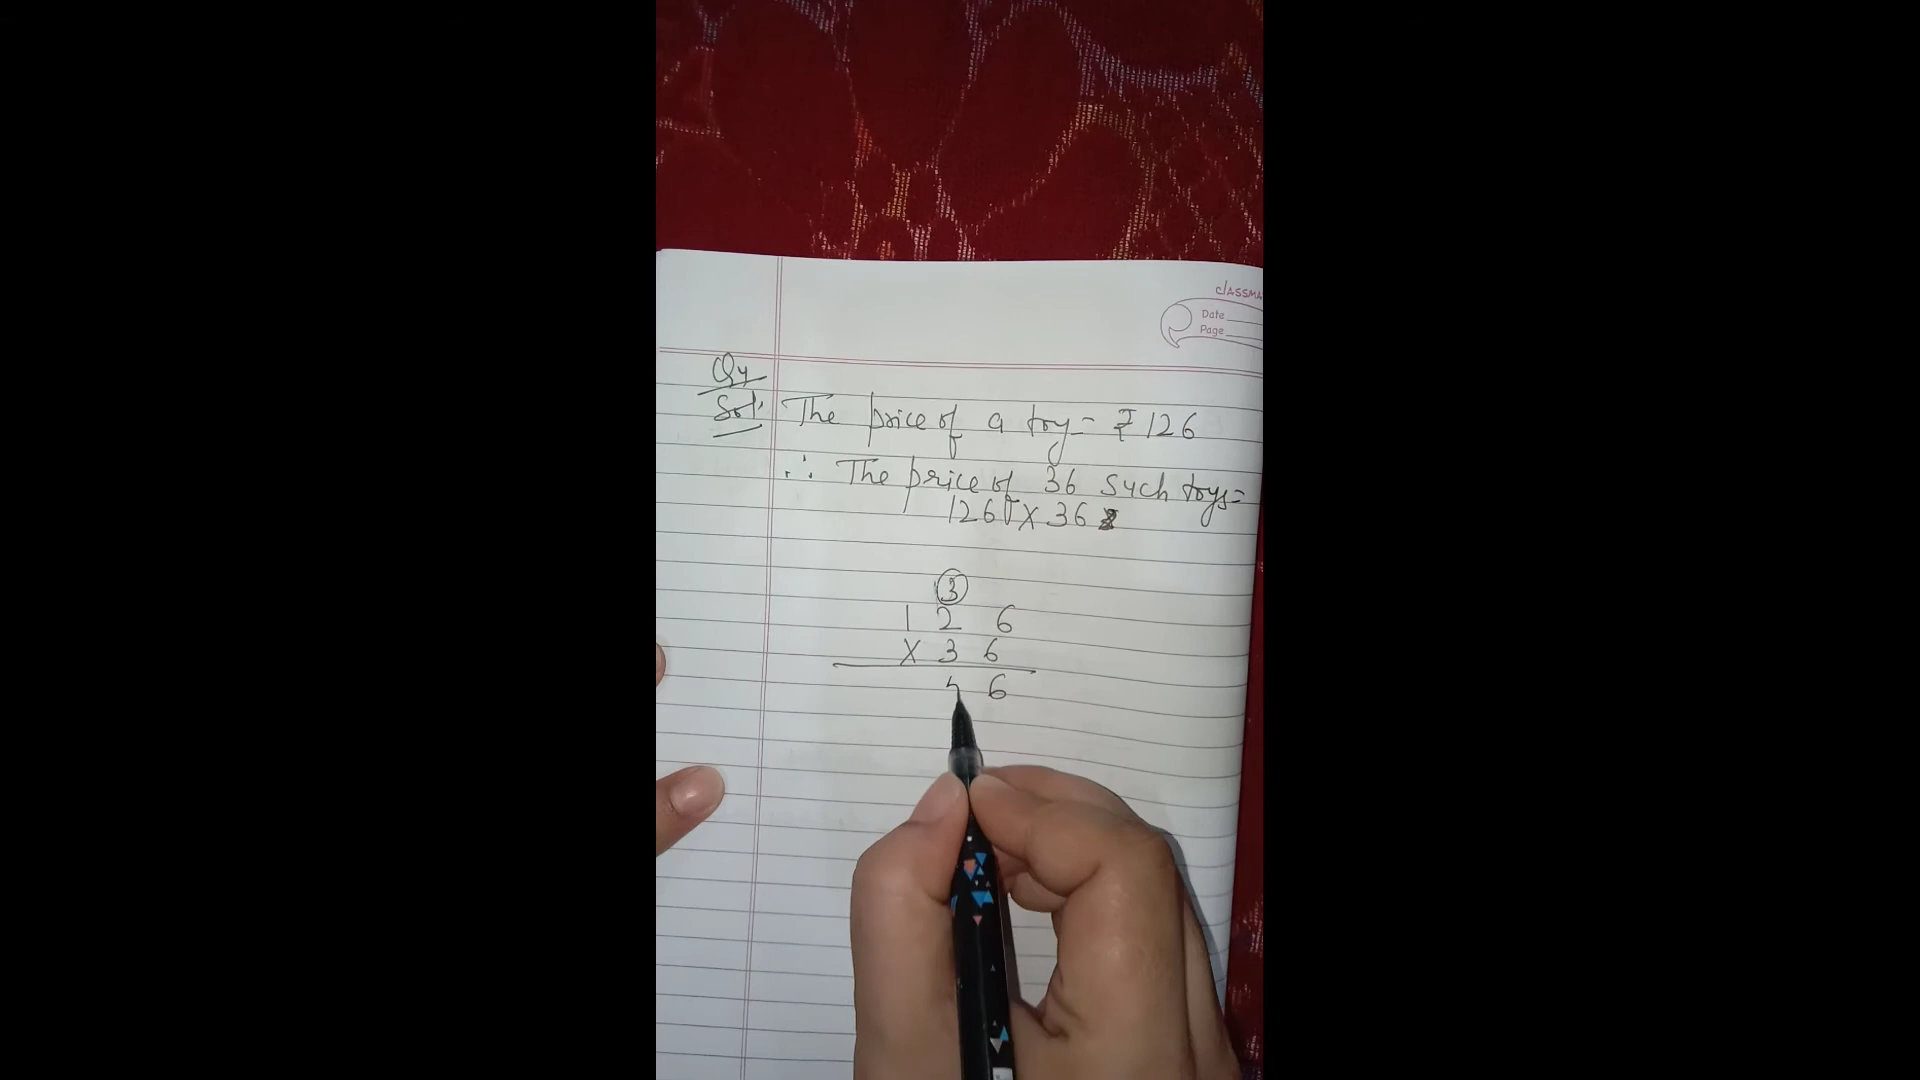 classma
Date
Page
Q4
Sol: The price of a toy = ₹ 126
∴ The price of 36 such toys =
126 X 36
3
1 2 6
X 3 6
6